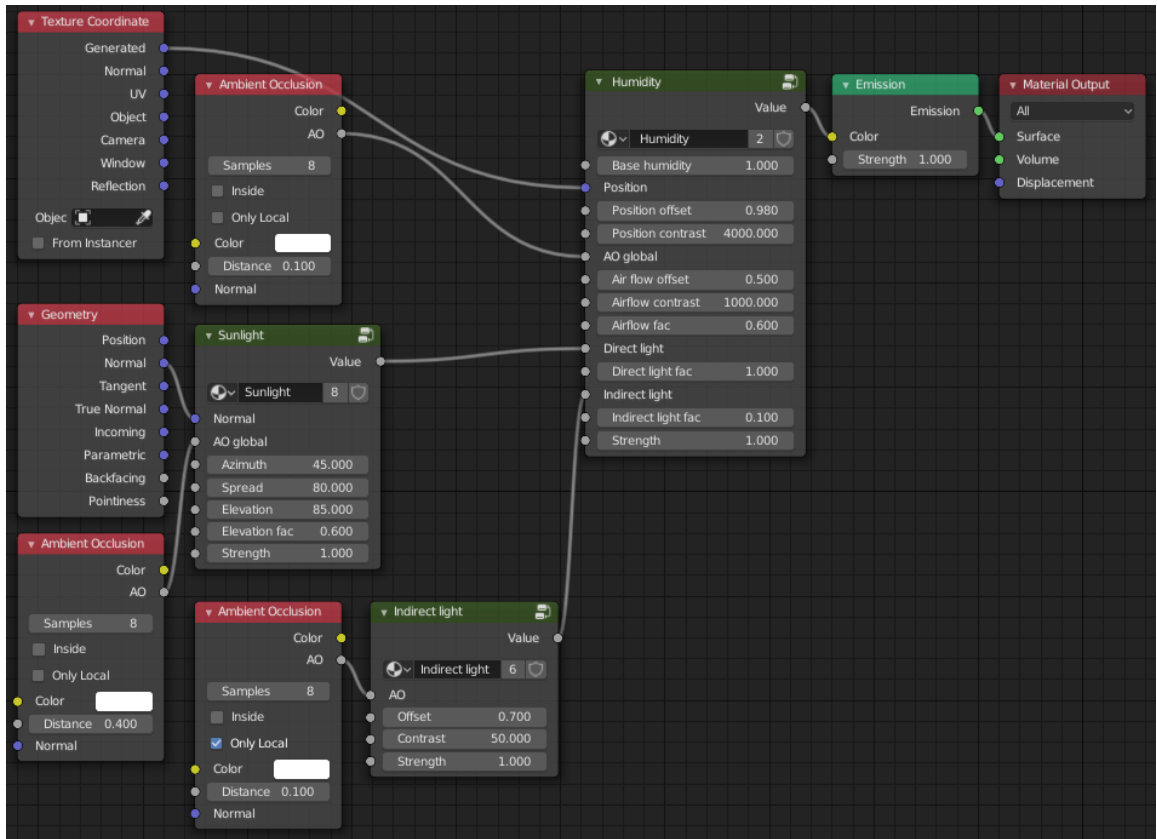 Texture Coordinate
Generated
Normal
UV
Object
Camera
Window
Reflection
Objec
From Instancer
Ambient Occlusion
Color
AO
Samples 8
Inside
Only Local
Color
Distance 0.100
Normal
Humidity
Value
Humidity 2
Base humidity 1.000
Position
Position offset 0.980
Position contrast 4000.000
AO global
Air flow offset 0.500
Airflow contrast 1000.000
Airflow fac 0.600
Direct light
Direct light fac 1.000
Indirect light
Indirect light fac 0.100
Strength 1.000
Emission
Emission
Color
Strength 1.000
Material Output
All
Surface
Volume
Displacement
Geometry
Position
Normal
Tangent
True Normal
Incoming
Parametric
Backfacing
Pointiness
Sunlight
Value
Sunlight 8
Normal
AO global
Azimuth 45.000
Spread 80.000
Elevation 85.000
Elevation fac 0.600
Strength 1.000
Ambient Occlusion
Color
AO
Samples 8
Inside
Only Local
Color
Distance 0.400
Normal
Ambient Occlusion
Color
AO
Samples 8
Inside
Only Local
Color
Distance 0.100
Normal
Indirect light
Value
Indirect light 6
AO
Offset 0.700
Contrast 50.000
Strength 1.000